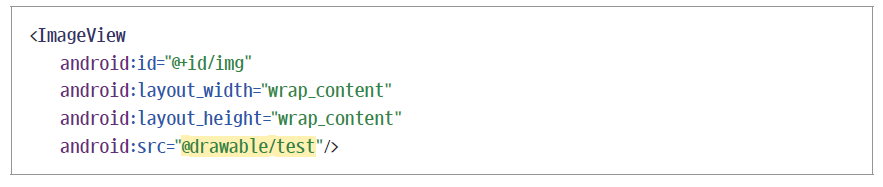 <ImageView
android:id="@+id/img"
android:layout_width="wrap_content"
android:layout_height="wrap_content"
android:src="@drawable/test"/>